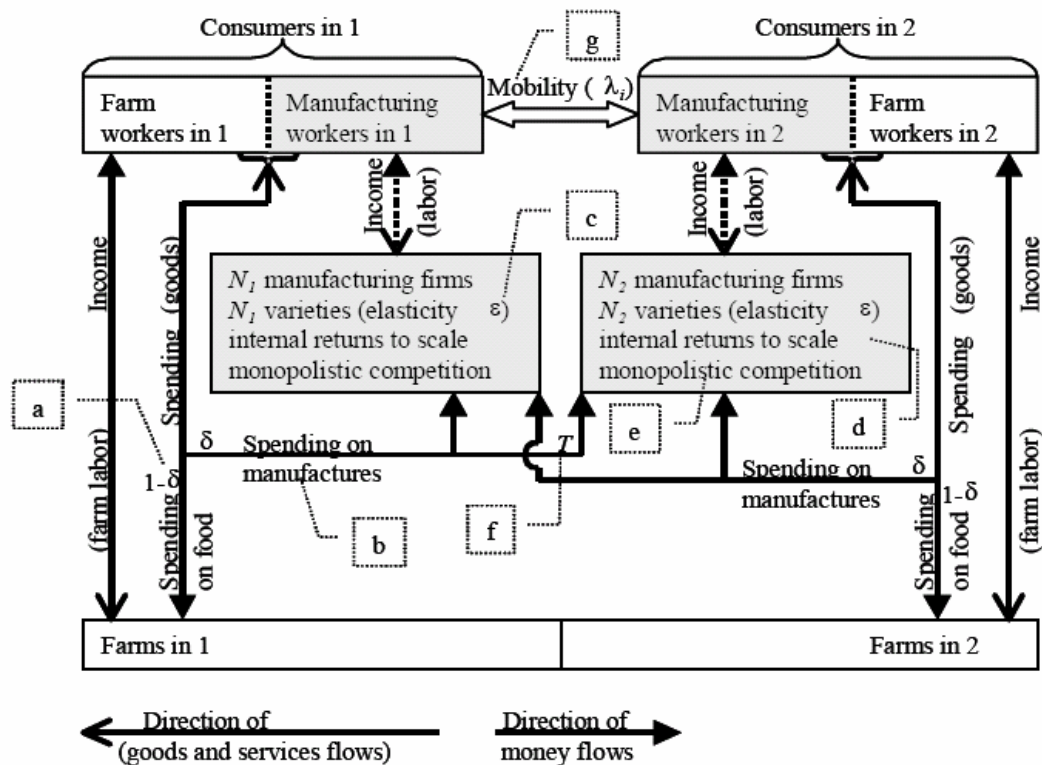 Consumers in 1
g
Consumers in 2
Mobility ( λi)
Farm
workers in 1
Manufacturing
workers in 1
Manufacturing
workers in 2
Farm
workers in 2
Income
(farm labor)
Spending (goods)
Income
(labor)
c
Income
(labor)
Spending (goods)
Income
(farm labor)
N1 manufacturing firms
N1 varieties (elasticity ε)
internal returns to scale
monopolistic competition
N2 manufacturing firms
N2 varieties (elasticity ε)
internal returns to scale
monopolistic competition
a
e
d
δ
Spending on
manufactures
T
Spending on
manufactures
δ
1-δ
1-δ
Spending
on food
b
f
Spending
on food
Farms in 1
Farms in 2
Direction of
(goods and services flows)
Direction of
money flows